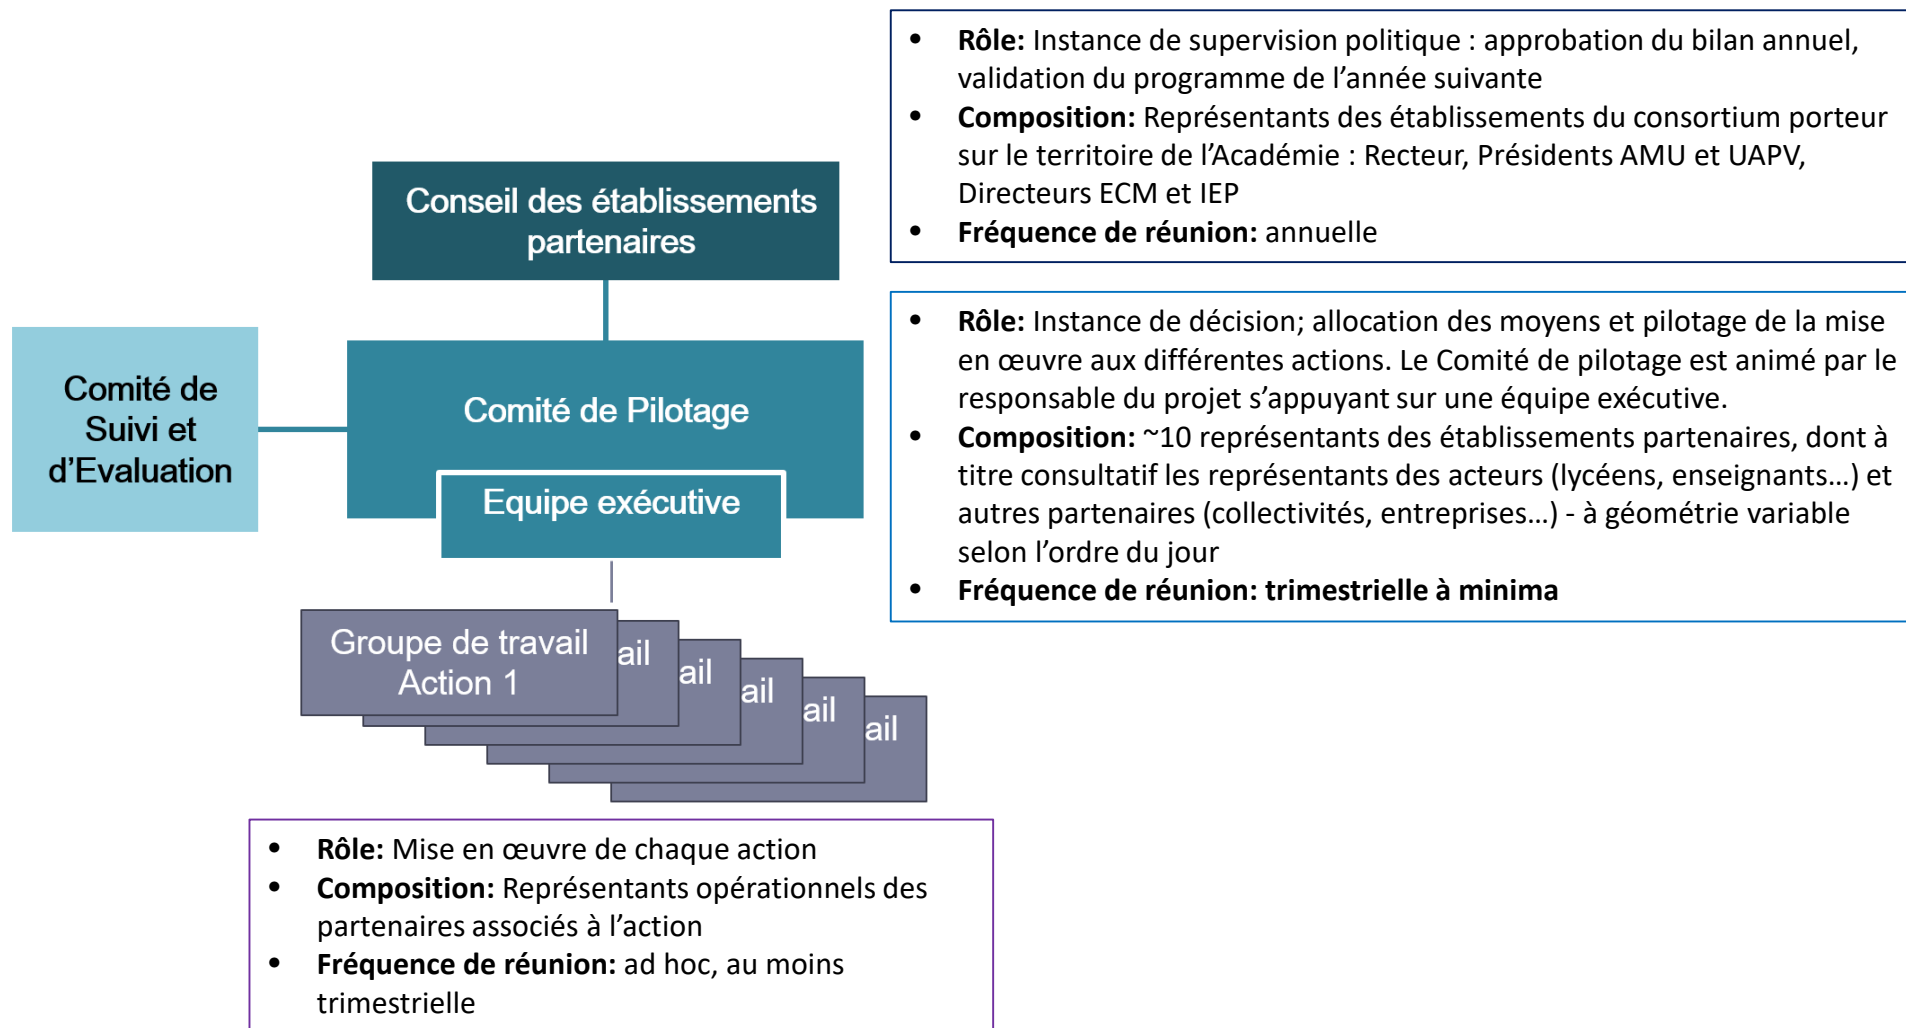 • Rôle: Instance de supervision politique : approbation du bilan annuel,
validation du programme de l’année suivante
• Composition: Représentants des établissements du consortium porteur
sur le territoire de l’Académie : Recteur, Présidents AMU et UAPV,
Directeurs ECM et IEP
• Fréquence de réunion: annuelle
Conseil des établissements
partenaires
• Rôle: Instance de décision; allocation des moyens et pilotage de la mise
en œuvre aux différentes actions. Le Comité de pilotage est animé par le
responsable du projet s’appuyant sur une équipe exécutive.
• Composition: ~10 représentants des établissements partenaires, dont à
titre consultatif les représentants des acteurs (lycéens, enseignants…) et
autres partenaires (collectivités, entreprises…) - à géométrie variable
selon l’ordre du jour
• Fréquence de réunion: trimestrielle à minima
Comité de
Suivi et
d’Evaluation
Comité de Pilotage
Equipe exécutive
Groupe de travail
Action 1
ail
ail
ail
ail
ail
• Rôle: Mise en œuvre de chaque action
• Composition: Représentants opérationnels des
partenaires associés à l’action
• Fréquence de réunion: ad hoc, au moins
trimestrielle